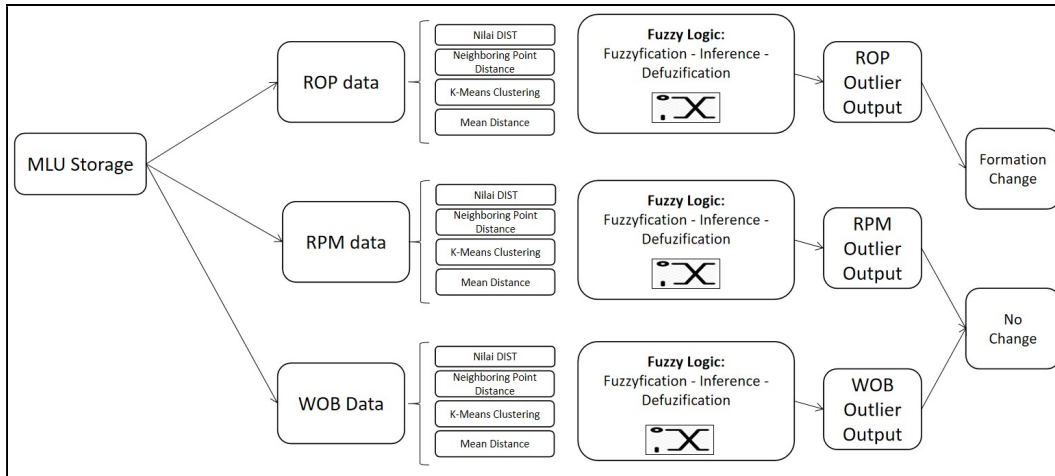 MLU Storage
ROP data
Nilai DIST
Neighboring Point
Distance
K-Means Clustering
Mean Distance
Fuzzy Logic:
Fuzzyfication - Inference -
Defuzification
ROP
Outlier
Output
Formation
Change
RPM data
Nilai DIST
Neighboring Point
Distance
K-Means Clustering
Mean Distance
Fuzzy Logic:
Fuzzyfication - Inference -
Defuzification
RPM
Outlier
Output
No
Change
WOB Data
Nilai DIST
Neighboring Point
Distance
K-Means Clustering
Mean Distance
Fuzzy Logic:
Fuzzyfication - Inference -
Defuzification
WOB
Outlier
Output